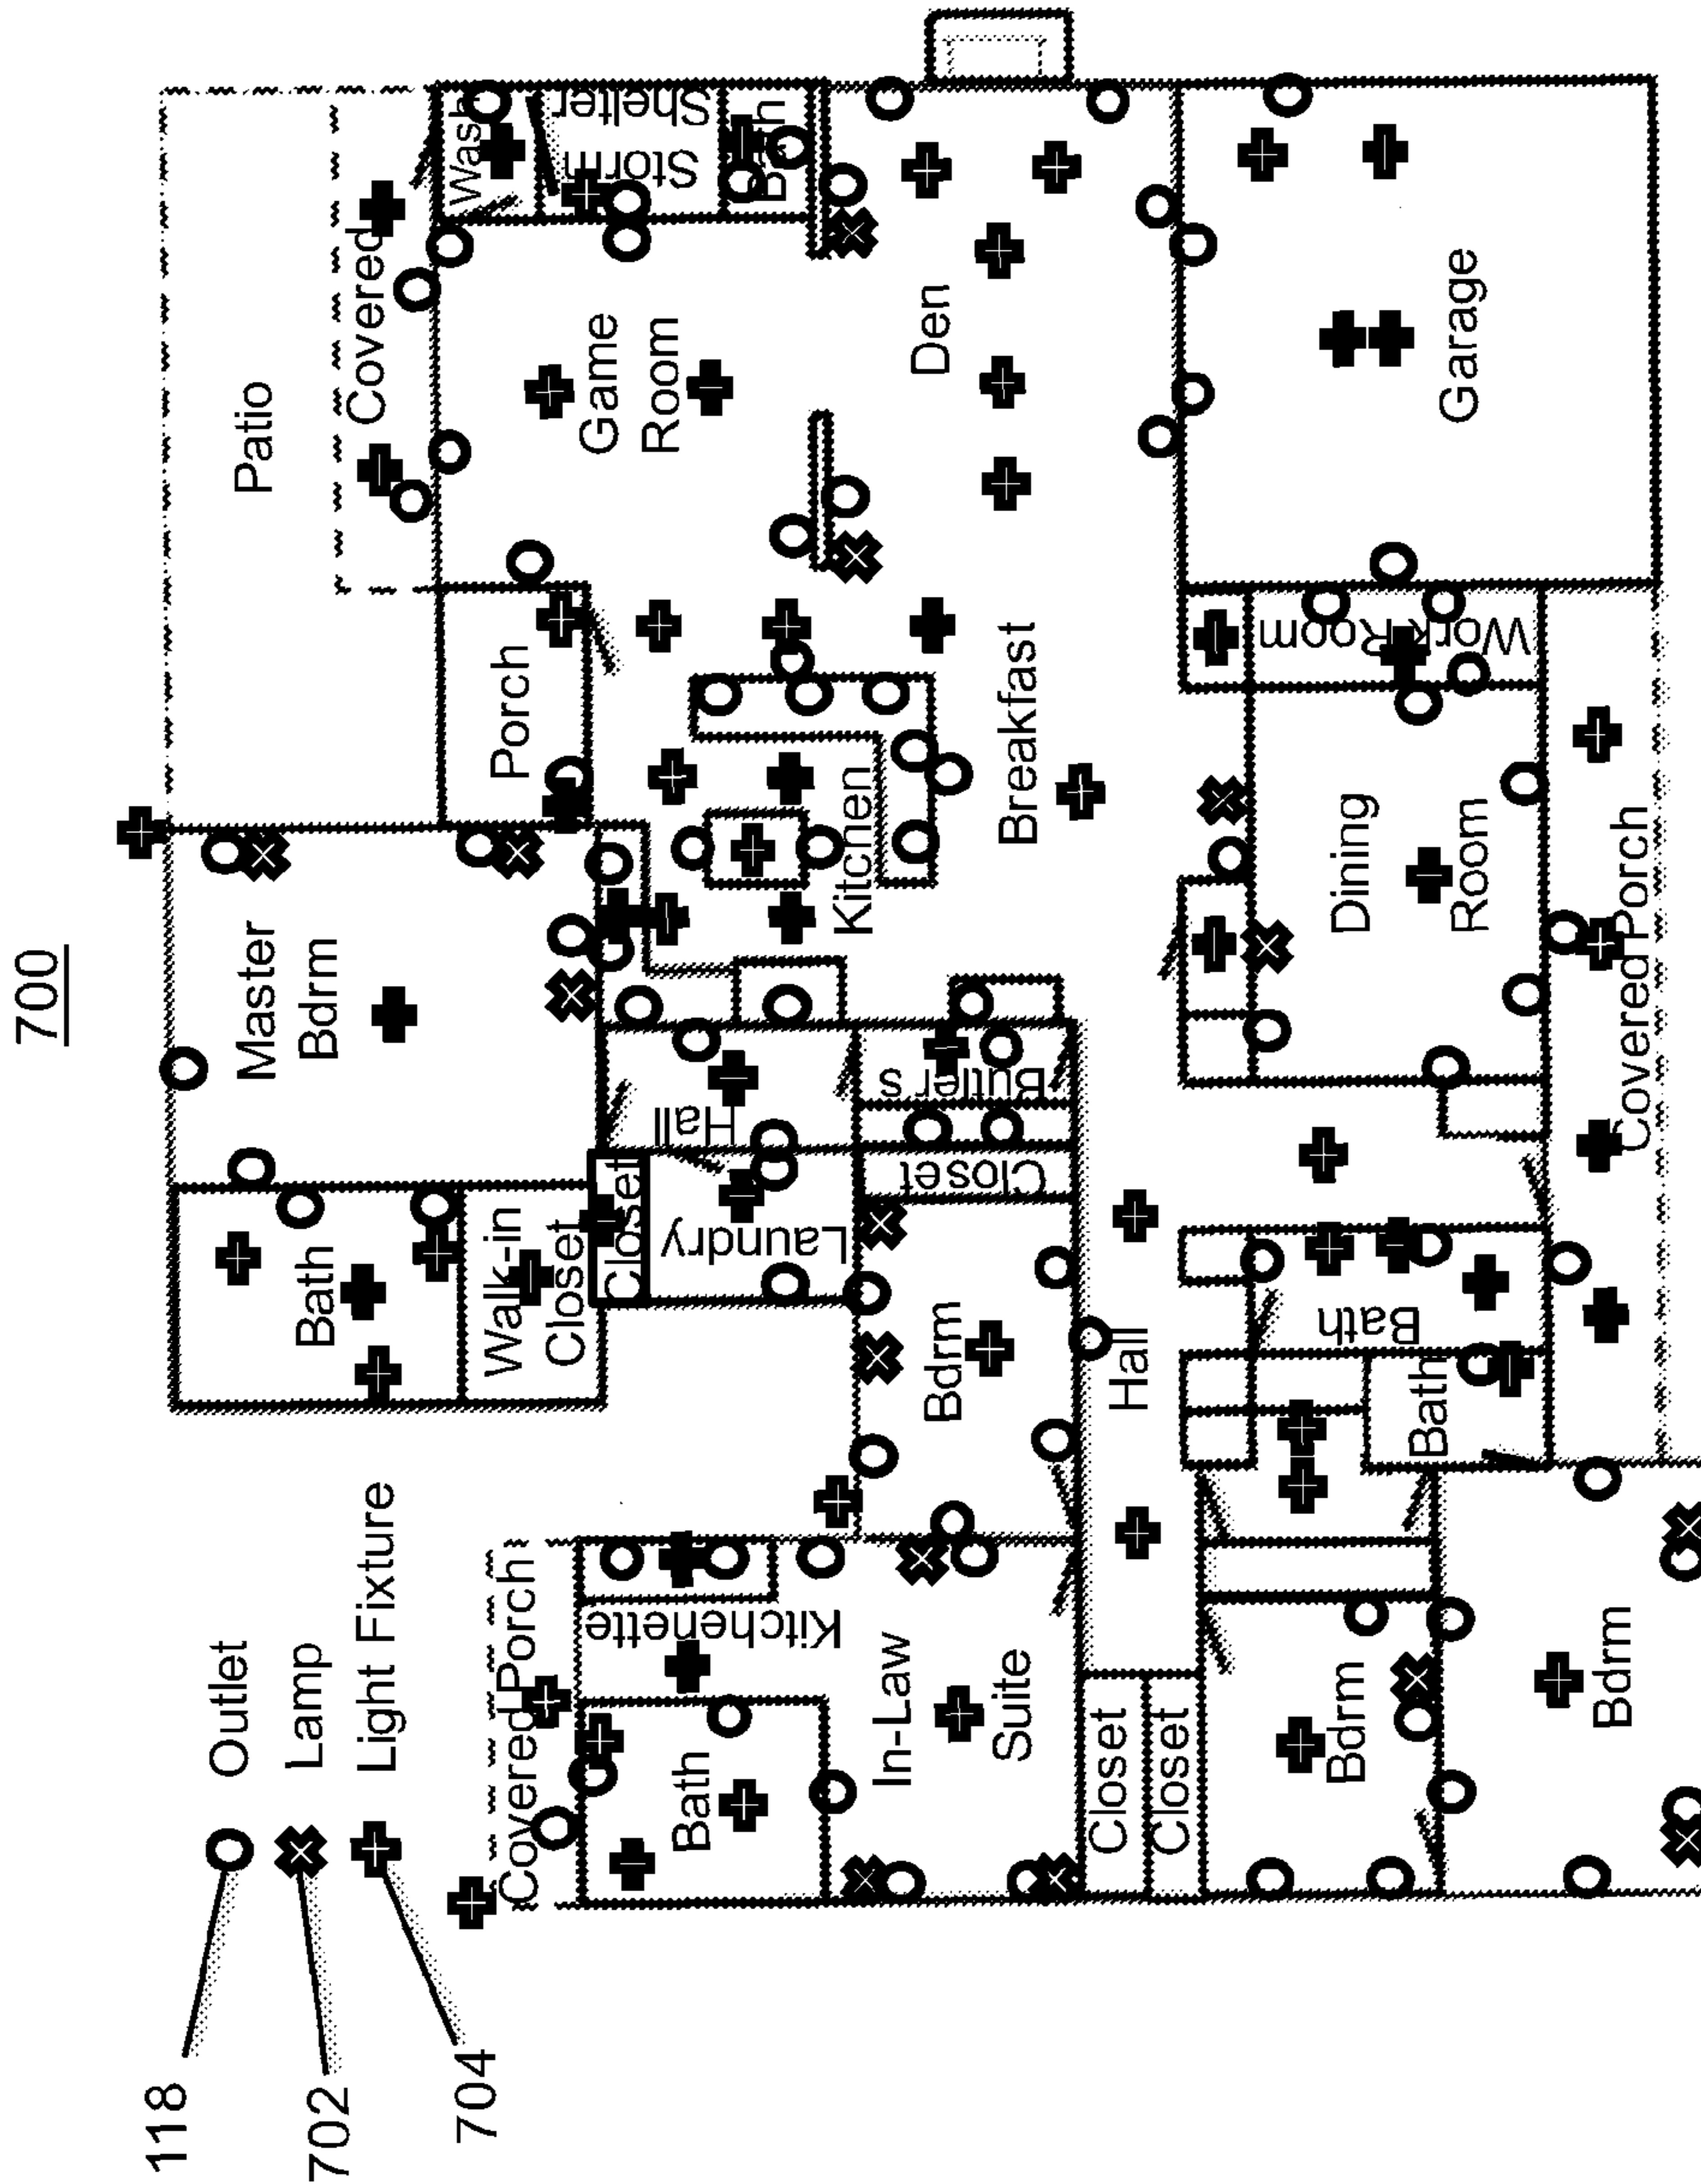 700
Outlet
Lamp
Light Fixture
118
702
704
Patio
Covered
Wash
Storm
Shelter
Bath
Game
Room
Den
Garage
Porch
Master
Bdrm
Kitchen
Breakfast
Work Room
Dining
Room
Covered Porch
Bath
Walk-in
Closet
Closet
Hall
Laundry
Butler's
Closet
Bdrm
Hall
Bath
Bath
Covered Porch
Kitchenette
Bath
In-Law
Suite
Closet
Closet
Bdrm
Bdrm